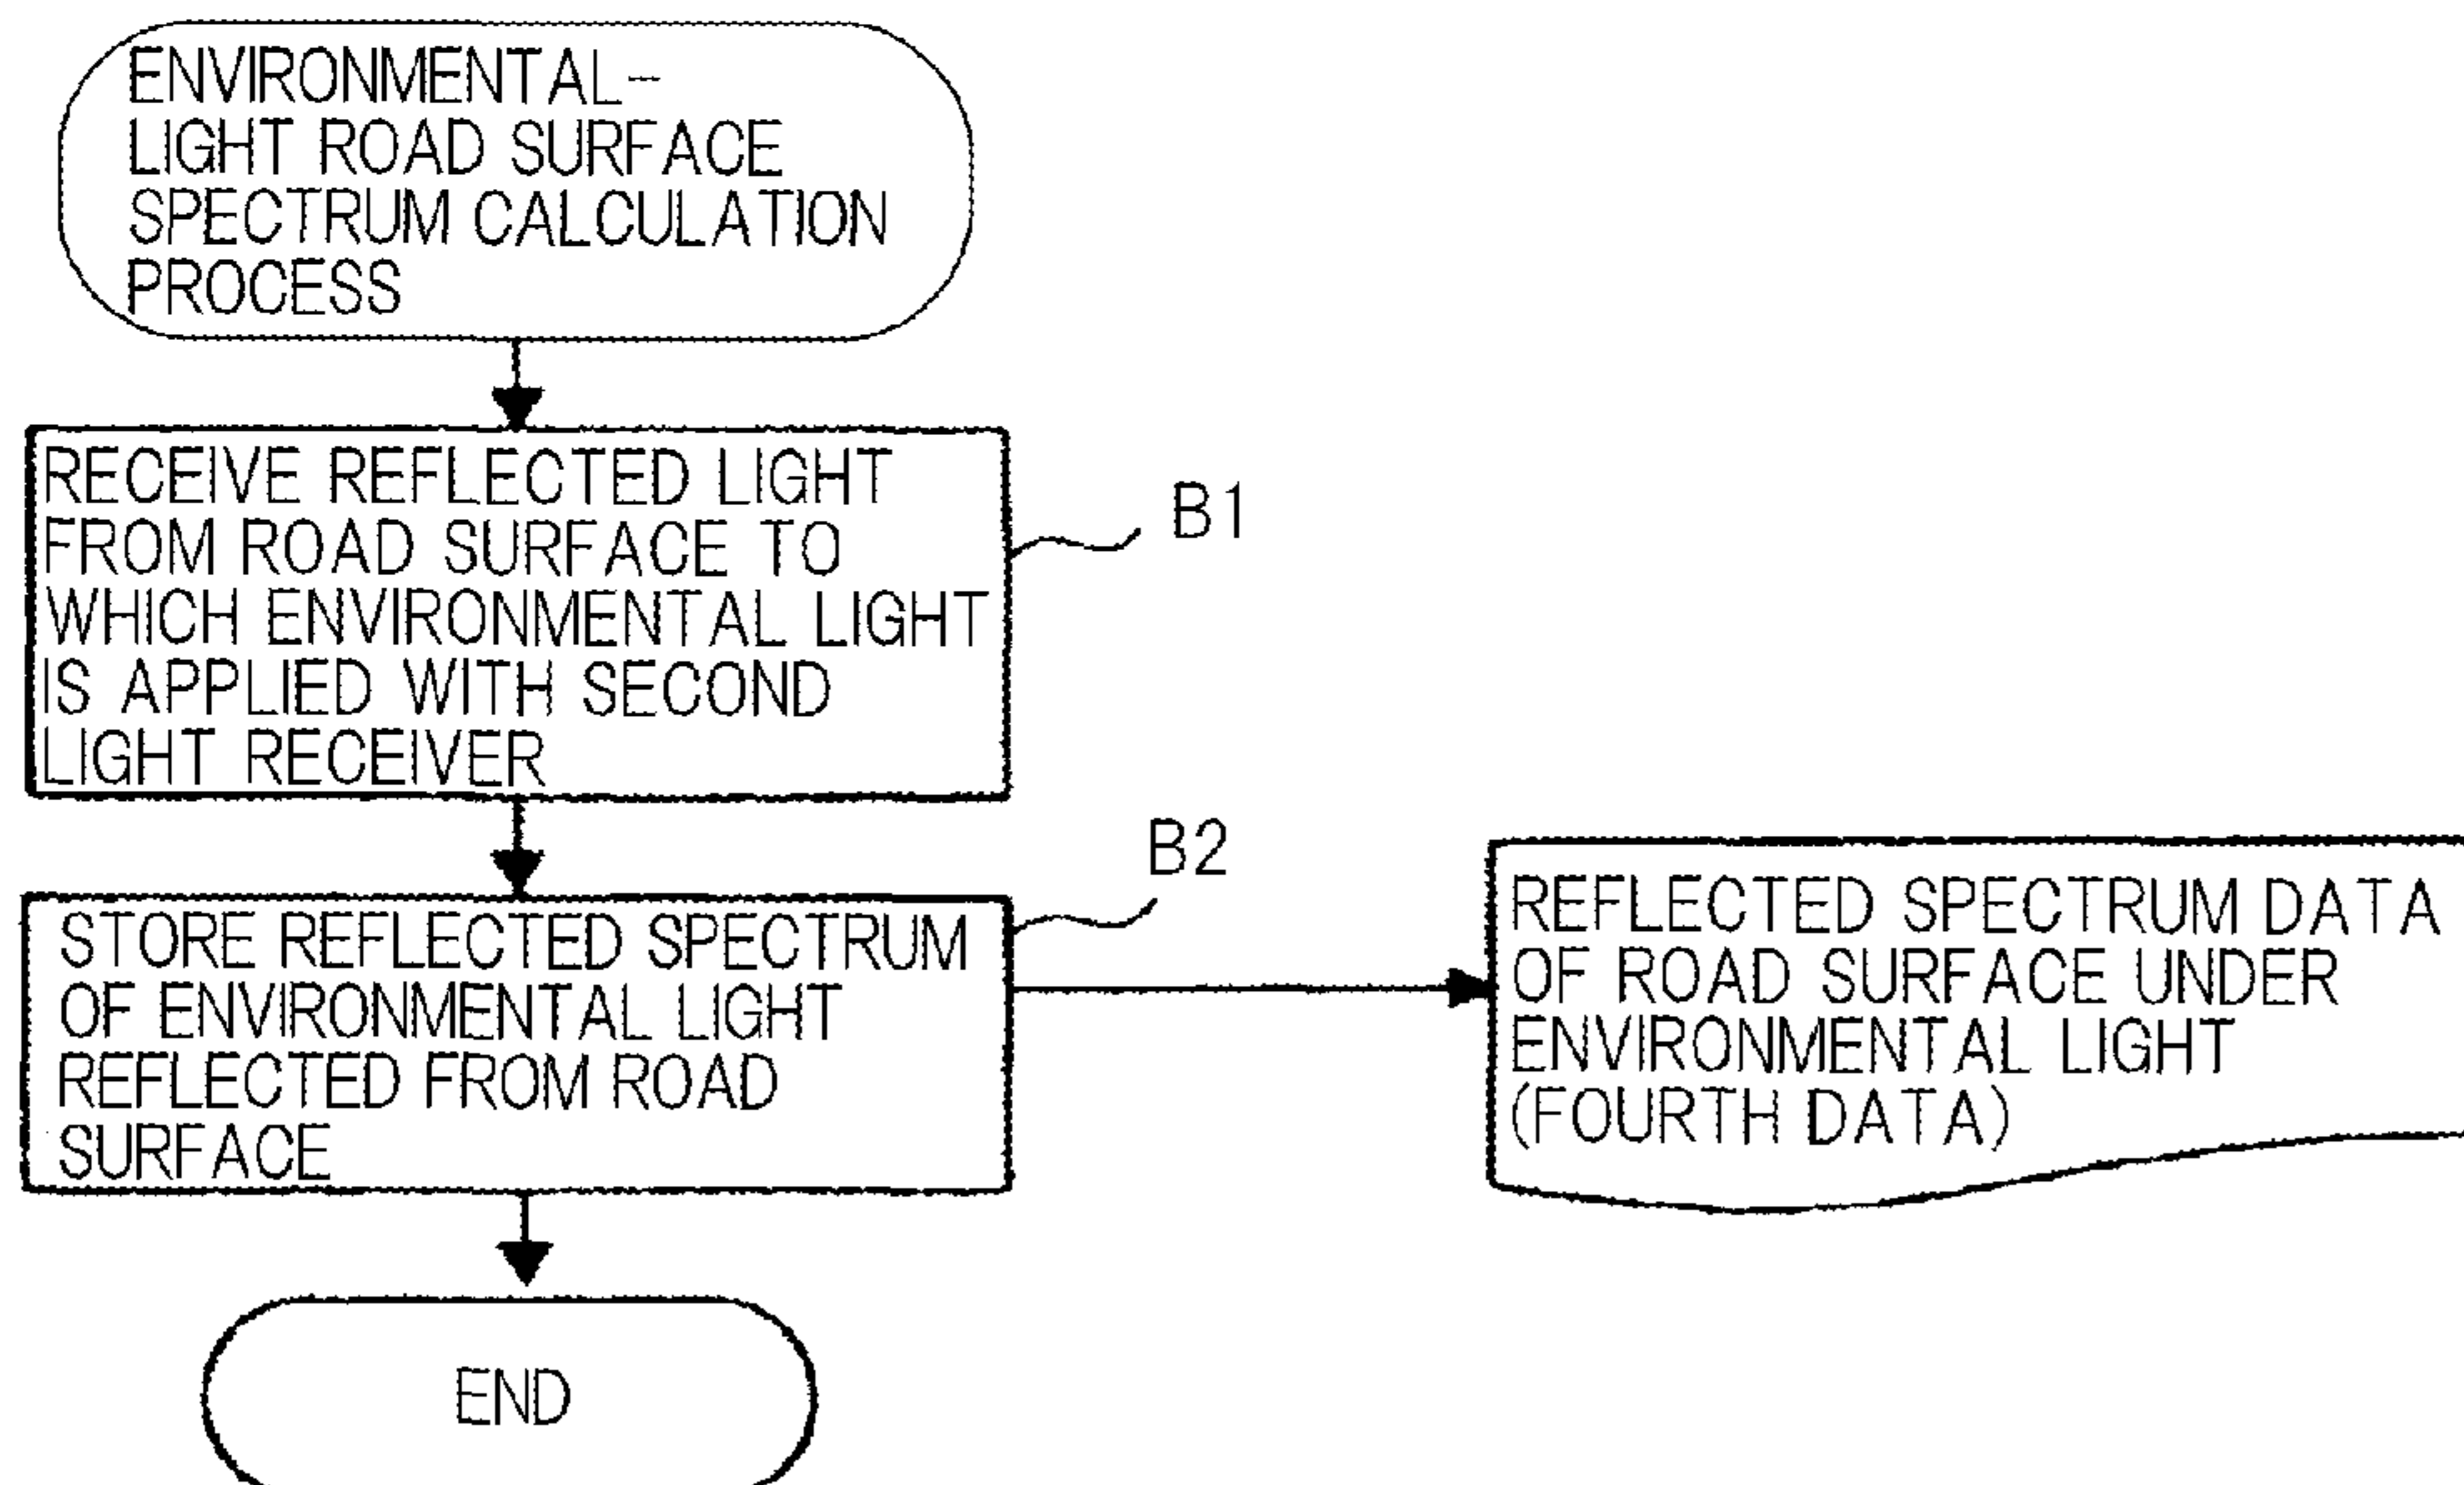 ENVIRONMENTAL-
LIGHT ROAD SURFACE
SPECTRUM CALCULATION
PROCESS
RECEIVE REFLECTED LIGHT
FROM ROAD SURFACE TO
WHICH ENVIRONMENTAL LIGHT
IS APPLIED WITH SECOND
LIGHT RECEIVER
B1
STORE REFLECTED SPECTRUM
OF ENVIRONMENTAL LIGHT
REFLECTED FROM ROAD
SURFACE
B2
REFLECTED SPECTRUM DATA
OF ROAD SURFACE UNDER
ENVIRONMENTAL LIGHT
(FOURTH DATA)
END